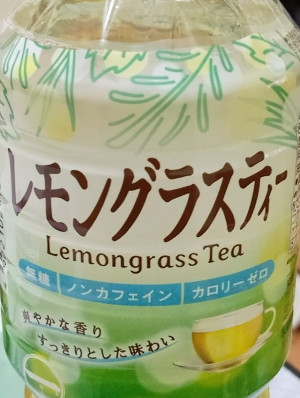 レモングラスティー
Lemongrass Tea
無糖 ノンカフェイン カロリーゼロ
爽やかな香り
すっきりとした味わい